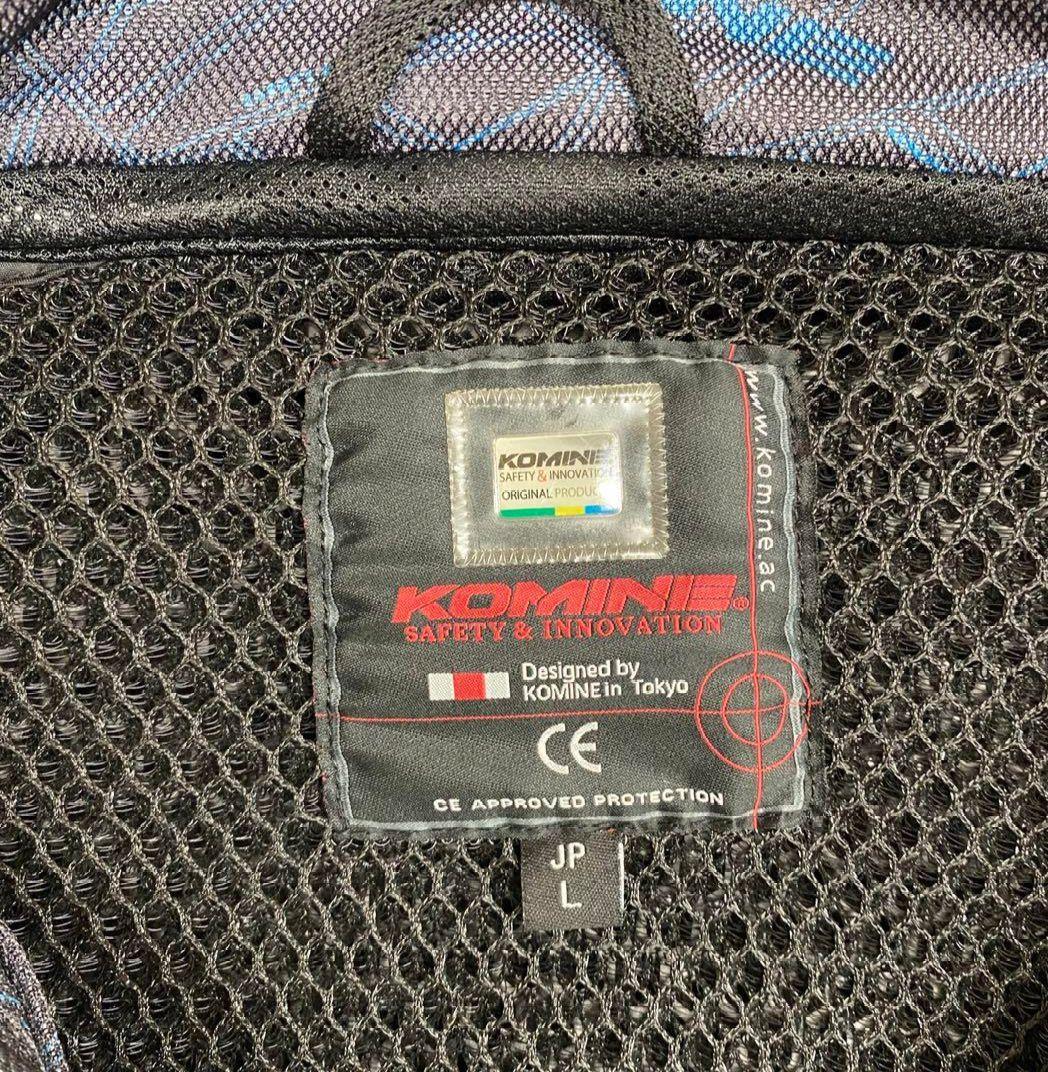 KOMINE
SAFETY & INNOVATION
ORIGINAL PRODUCT
www.komine.ac
KOMINE®
SAFETY & INNOVATION
Designed by
KOMINE in Tokyo
CE
CE APPROVED PROTECTION
JP
L